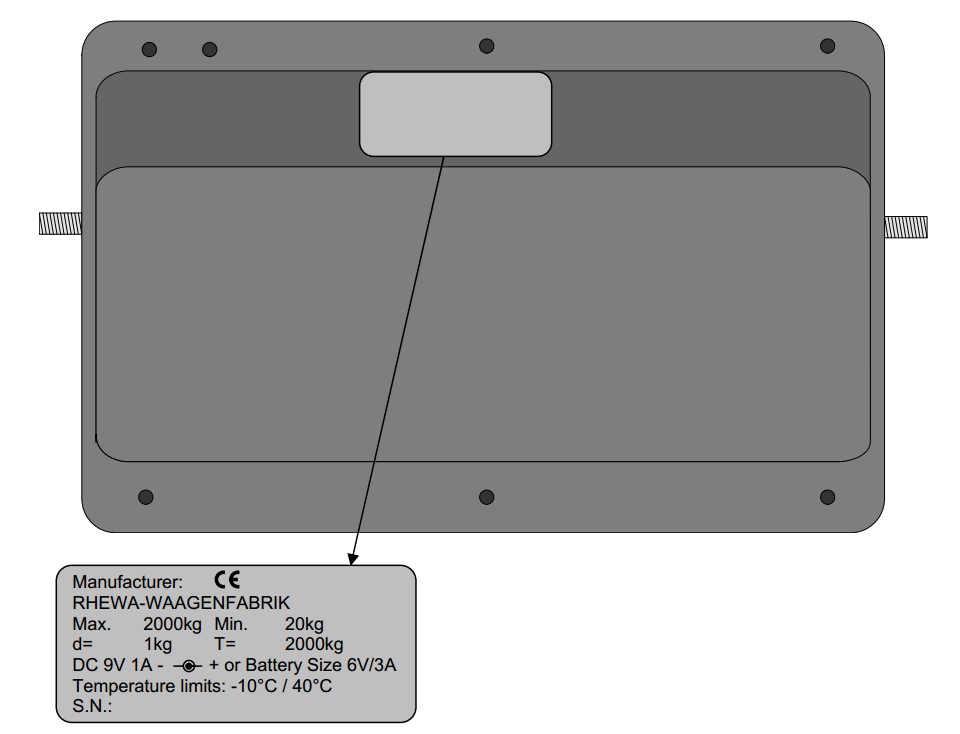 Manufacturer: CE
RHEWA-WAAGENFABRIK
Max. 2000kg Min. 20kg
d= 1kg T= 2000kg
DC 9V 1A - + or Battery Size 6V/3A
Temperature limits: -10°C / 40°C
S.N.: